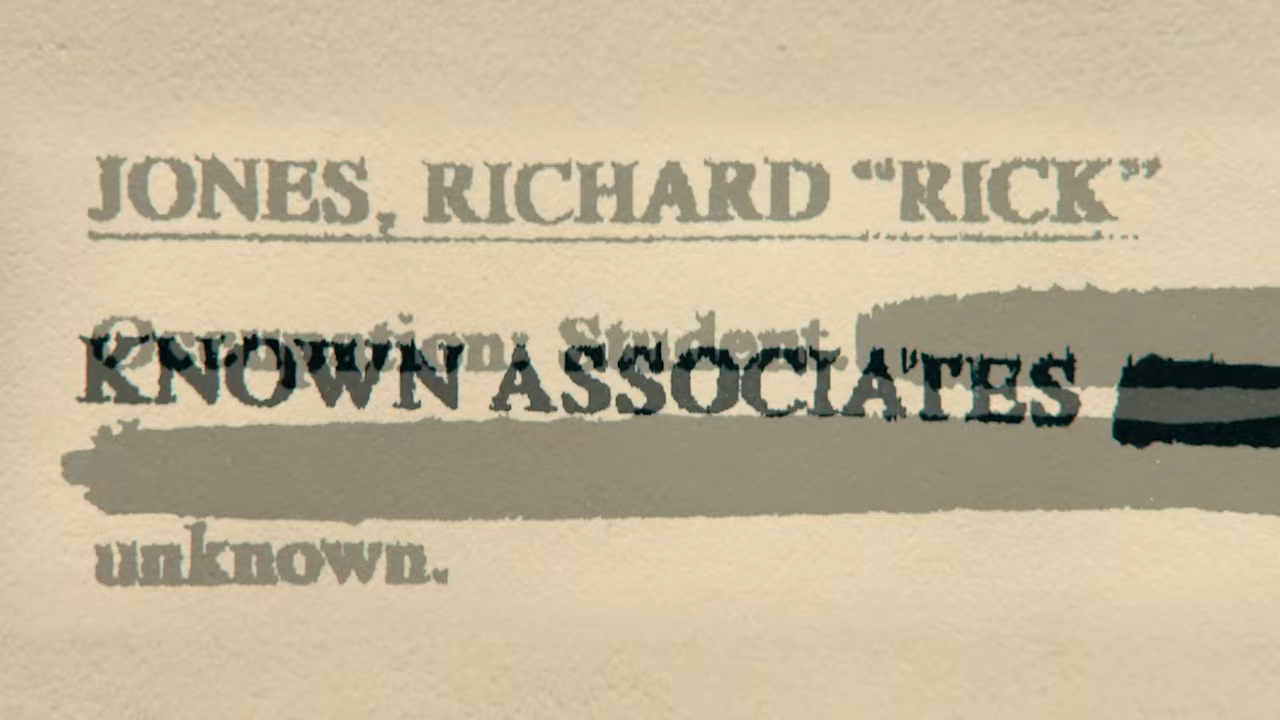 JONES, RICHARD “RICK”
Occupation: Student.
KNOWN ASSOCIATES
unknown.